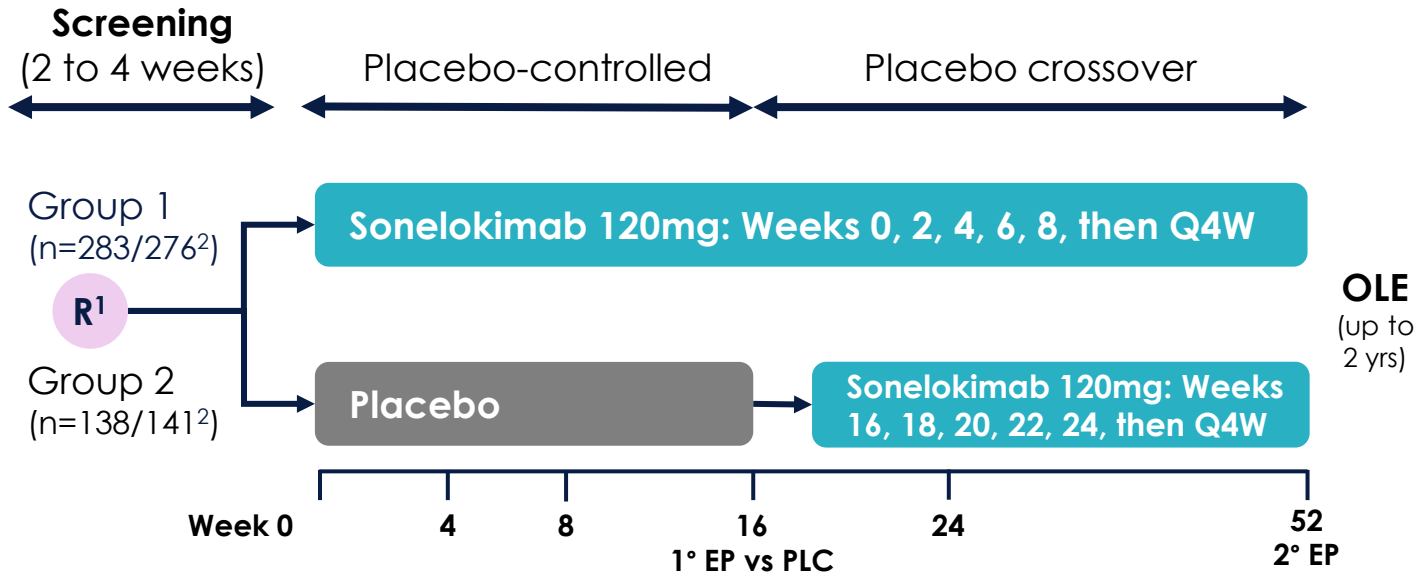 Screening
(2 to 4 weeks)
Placebo-controlled
Placebo crossover
Group 1
(n=283/276²)
R¹
Group 2
(n=138/141²)
Sonelokimab 120mg: Weeks 0, 2, 4, 6, 8, then Q4W
Placebo
Sonelokimab 120mg: Weeks
16, 18, 20, 22, 24, then Q4W
OLE
(up to
2 yrs)
Week 0 4 8 16 24 52
1° EP vs PLC 2° EP